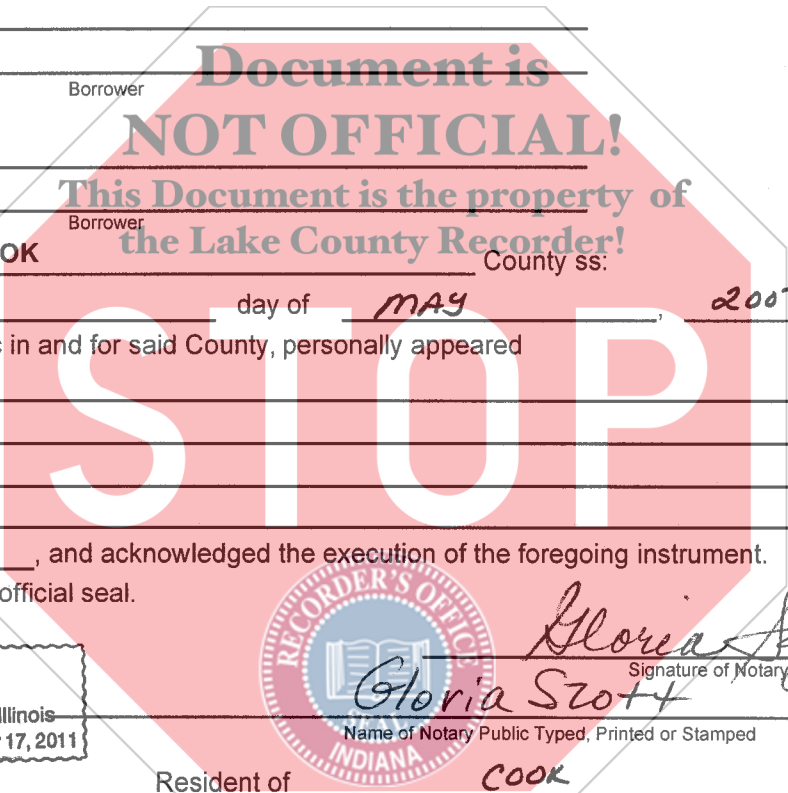 Document is
Borrower
NOT OFFICIAL!
This Document is the property of
Borrower
the Lake County Recorder!
OK
County ss:
day of MAY , 200
in and for said County, personally appeared
STOP
, and acknowledged the execution of the foregoing instrument.
official seal.
RECORDER'S OFFICE
Gloria
Signature of Notary
Gloria Szott
SEAL
Illinois
Name of Notary Public Typed, Printed or Stamped
17, 2011
INDIANA
Resident of COOK